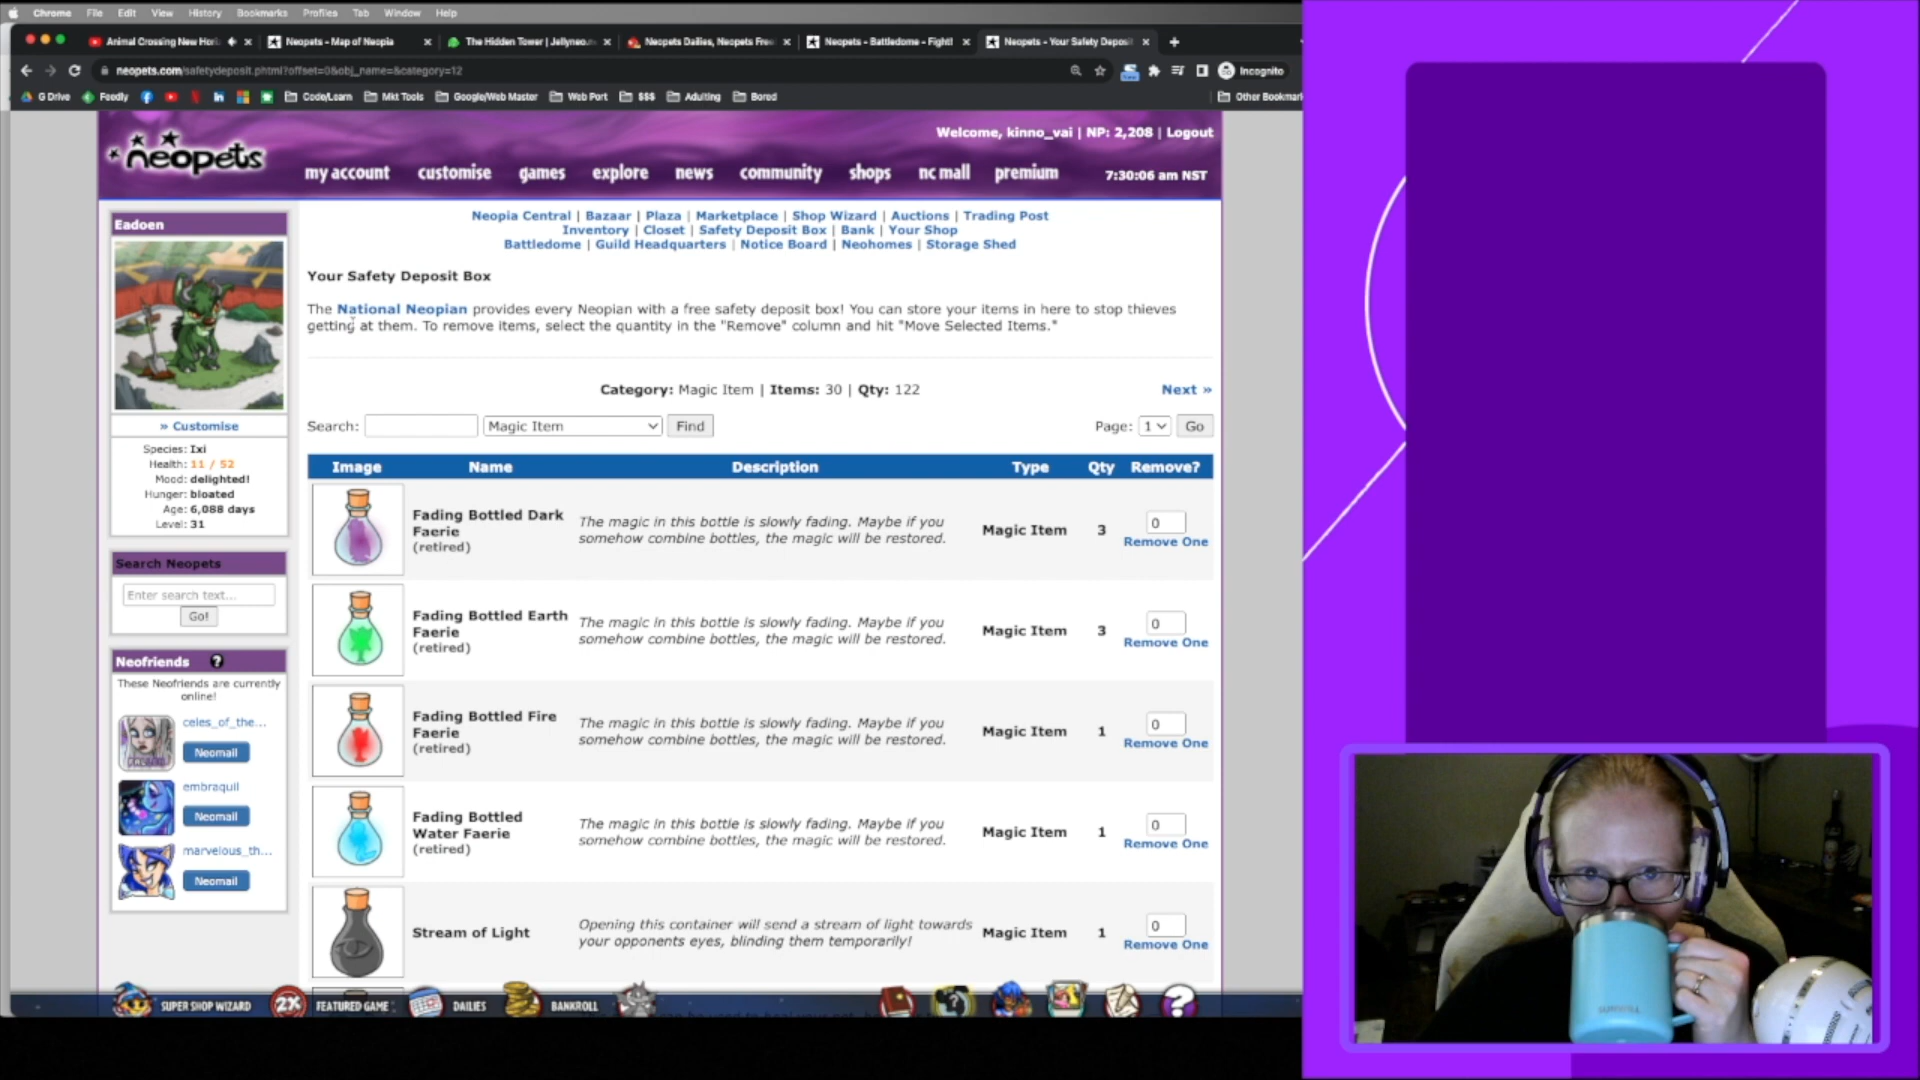 Chrome File Edit View History Bookmarks Profiles Tab Window Help
Animal Crossing New Hori
Neopets - Map of Neopia
The Hidden Tower | Jellyneo.n
Neopets Dailies, Neopets Free
Neopets - Battledome - Fight!
Neopets - Your Safety Deposi
neopets.com/safetydeposit.phtml?offset=0&obj_name=&category=12
Incognito
G Drive Feedly Code/Learn Mkt Tools Google/Web Master Web Port $$$ Adulting Bored Other Bookmar
neopets
Welcome, kinno_vai | NP: 2,208 | Logout
my account customise games explore news community shops nc mall premium
7:30:06 am NST
Eadoen
» Customise
Species: Ixi
Health: 11 / 52
Mood: delighted!
Hunger: bloated
Age: 6,088 days
Level: 31
Search Neopets
Enter search text...
Go!
Neofriends ?
These Neofriends are currently
online!
celes_of_the...
Neomail
embraquil
Neomail
marvelous_th...
Neomail
Neopia Central | Bazaar | Plaza | Marketplace | Shop Wizard | Auctions | Trading Post
Inventory | Closet | Safety Deposit Box | Bank | Your Shop
Battledome | Guild Headquarters | Notice Board | Neohomes | Storage Shed
Your Safety Deposit Box
The National Neopian provides every Neopian with a free safety deposit box! You can store your items in here to stop thieves
getting at them. To remove items, select the quantity in the "Remove" column and hit "Move Selected Items."
Category: Magic Item | Items: 30 | Qty: 122
Next »
Search: Magic Item Find
Page: 1 Go
Image Name Description Type Qty Remove?
Fading Bottled Dark
Faerie
(retired)
The magic in this bottle is slowly fading. Maybe if you
somehow combine bottles, the magic will be restored.
Magic Item 3 0
Remove One
Fading Bottled Earth
Faerie
(retired)
The magic in this bottle is slowly fading. Maybe if you
somehow combine bottles, the magic will be restored.
Magic Item 3 0
Remove One
Fading Bottled Fire
Faerie
(retired)
The magic in this bottle is slowly fading. Maybe if you
somehow combine bottles, the magic will be restored.
Magic Item 1 0
Remove One
Fading Bottled
Water Faerie
(retired)
The magic in this bottle is slowly fading. Maybe if you
somehow combine bottles, the magic will be restored.
Magic Item 1 0
Remove One
Stream of Light
Opening this container will send a stream of light towards
your opponents eyes, blinding them temporarily!
Magic Item 1 0
Remove One
SUPER SHOP WIZARD 2X FEATURED GAME DAILIES BANKROLL ?